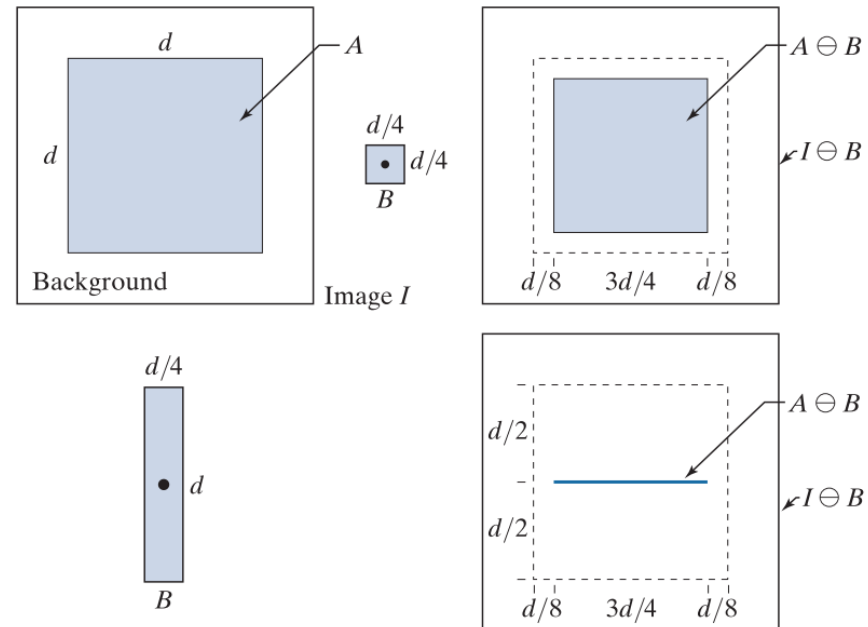 d
A
d
Background
Image I
d/4
d/4
B
A ⊖ B
I ⊖ B
d/8 3d/4 d/8
d/4
d
B
d/2
d/2
A ⊖ B
I ⊖ B
d/8 3d/4 d/8